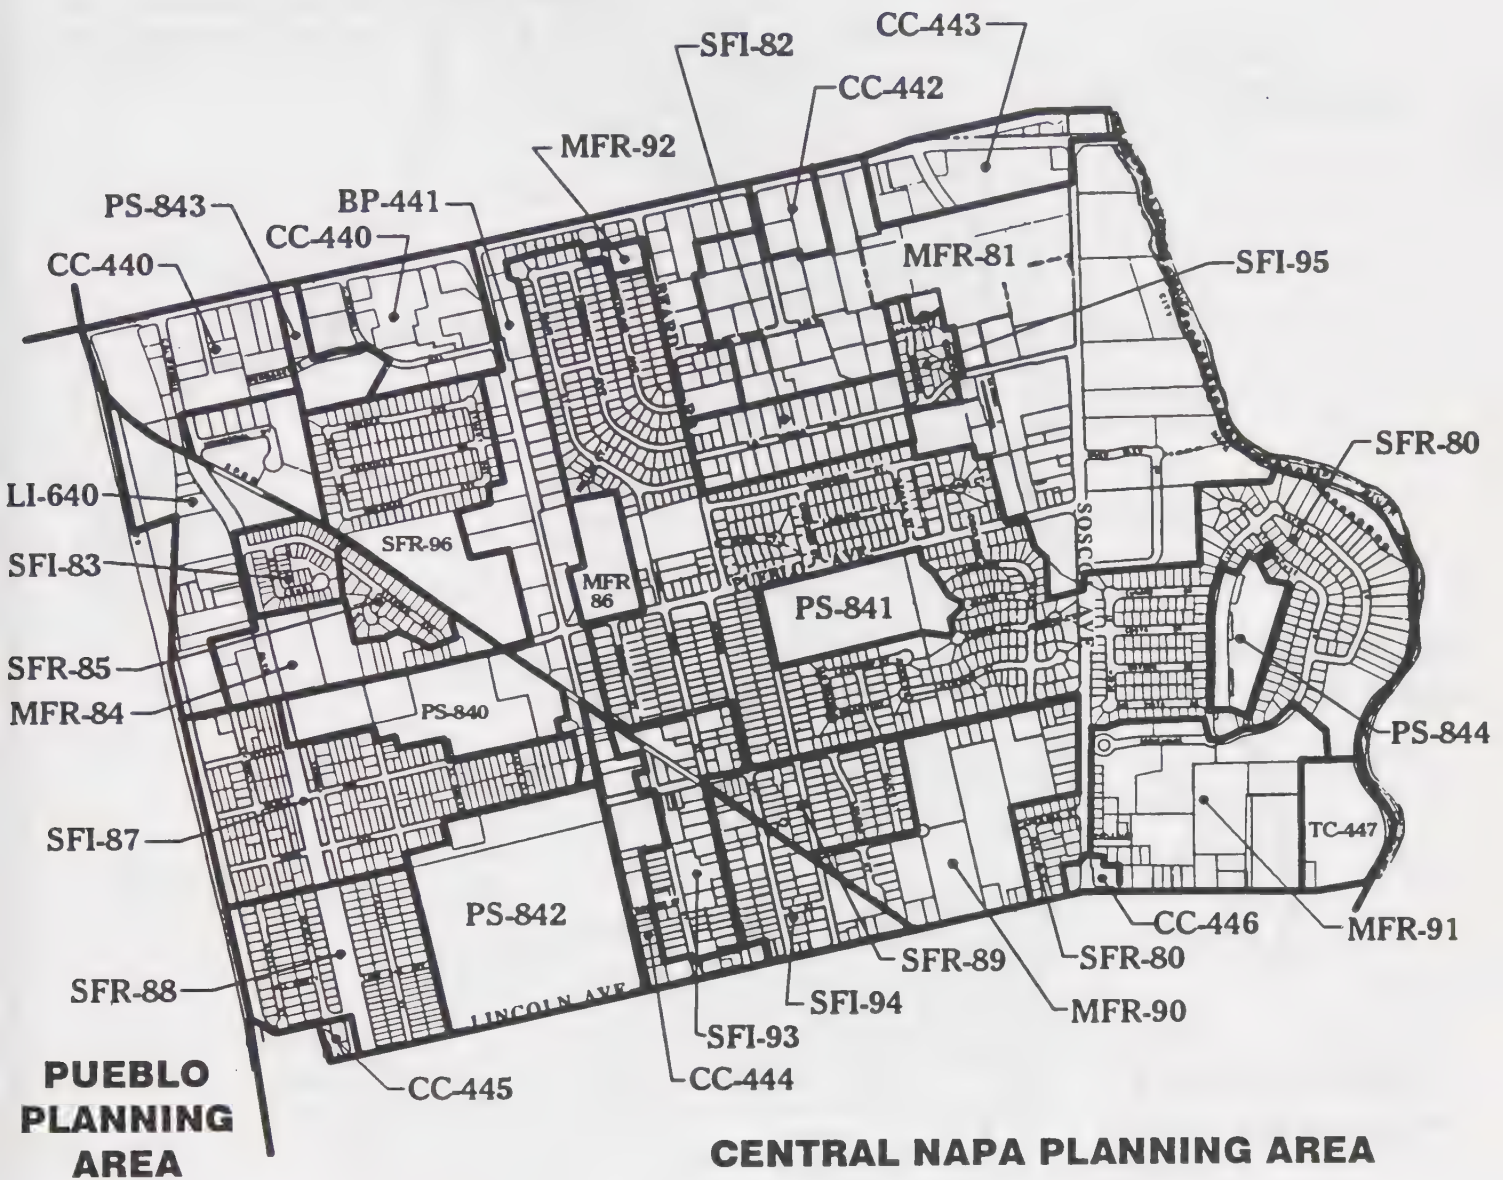 CC-443
SFI-82
CC-442
MFR-92
PS-843
BP-441
CC-440
CC-440
MFR-81
SFI-95
SFR-80
LI-640
SOSCOL AVE
SFR-96
SFI-83
MFR
86
PUEBLO AVE
PS-841
SFR-85
MFR-84
PS-840
PS-844
SFI-87
TC-447
PS-842
CC-446
MFR-91
SFR-88
SFR-89
SFR-80
LINCOLN AVE
SFI-94
MFR-90
SFI-93
CC-445
CC-444
PUEBLO
PLANNING
AREA
CENTRAL NAPA PLANNING AREA